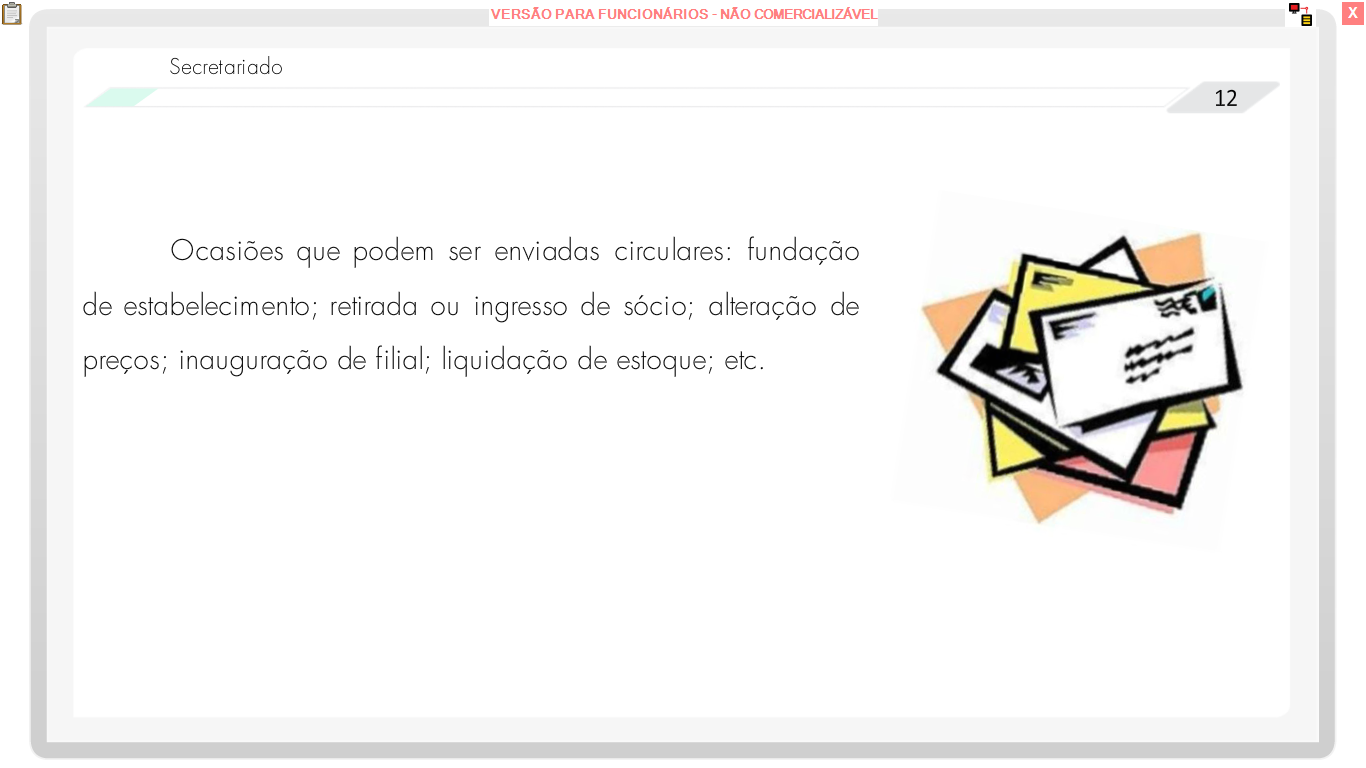 VERSÃO PARA FUNCIONÁRIOS - NÃO COMERCIALIZÁVEL
X
Secretariado
12
Ocasiões que podem ser enviadas circulares: fundação
de estabelecimento; retirada ou ingresso de sócio; alteração de
preços; inauguração de filial; liquidação de estoque; etc.